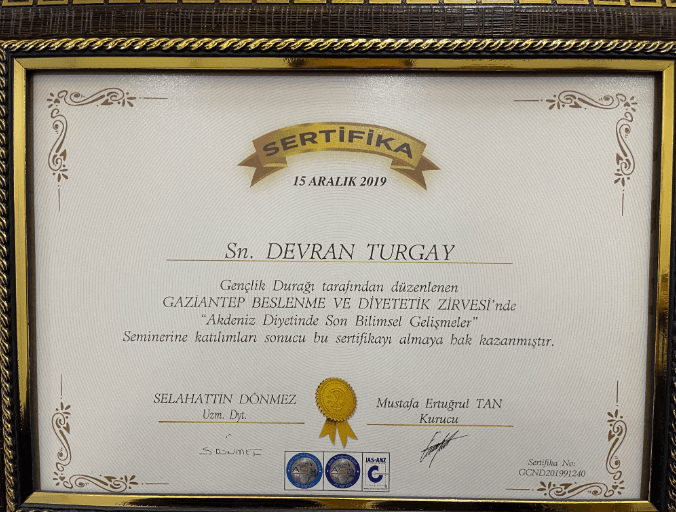 SERTİFİKA
15 ARALIK 2019
Sn. DEVRAN TURGAY
Gençlik Durağı tarafından düzenlenen
GAZİANTEP BESLENME VE DİYETETİK ZİRVESİ'nde
“Akdeniz Diyetinde Son Bilimsel Gelişmeler”
Seminerine katılımları sonucu bu sertifikayı almaya hak kazanmıştır.
SELAHATTİN DÖNMEZ
Uzm. Dyt.
Mustafa Ertuğrul TAN
Kurucu
JAS-ANZ
Sertifika No:
GCND201991240